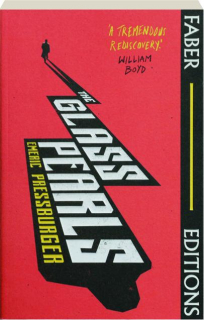 'A TREMENDOUS
REDISCOVERY.'
WILLIAM
BOYD
THE
GLASS
PEARLS
EMERIC PRESSBURGER
FABER
EDITIONS